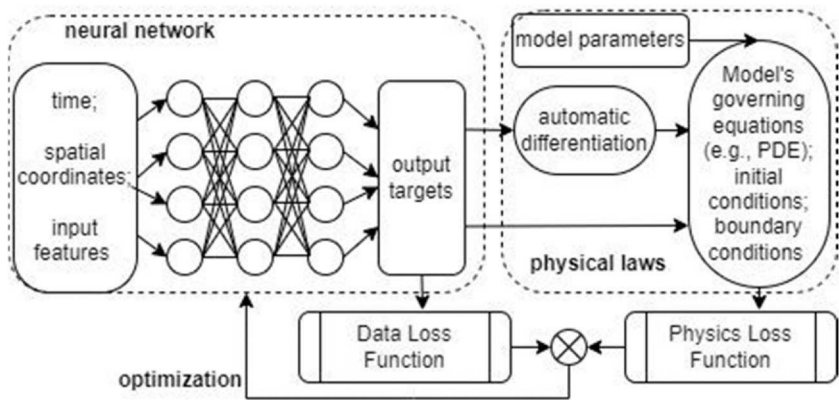 neural network
time;
spatial
coordinates;
input
features
output
targets
model parameters
automatic
differentiation
Model's
governing
equations
(e.g., PDE);
initial
conditions;
boundary
conditions
physical laws
Data Loss
Function
Physics Loss
Function
optimization